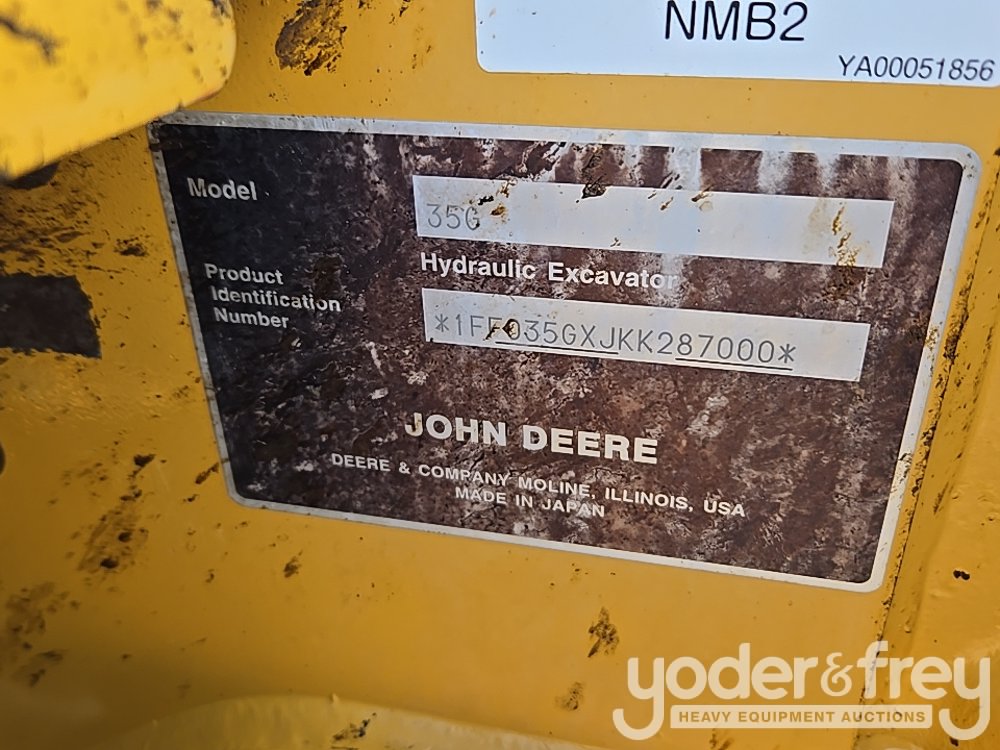 NMB2
YA00051856
Model
35G
Hydraulic Excavator
Product
Identification
Number
*1FF035GXJKK287000*
JOHN DEERE
DEERE & COMPANY MOLINE, ILLINOIS, USA
MADE IN JAPAN
yoder&frey
HEAVY EQUIPMENT AUCTIONS